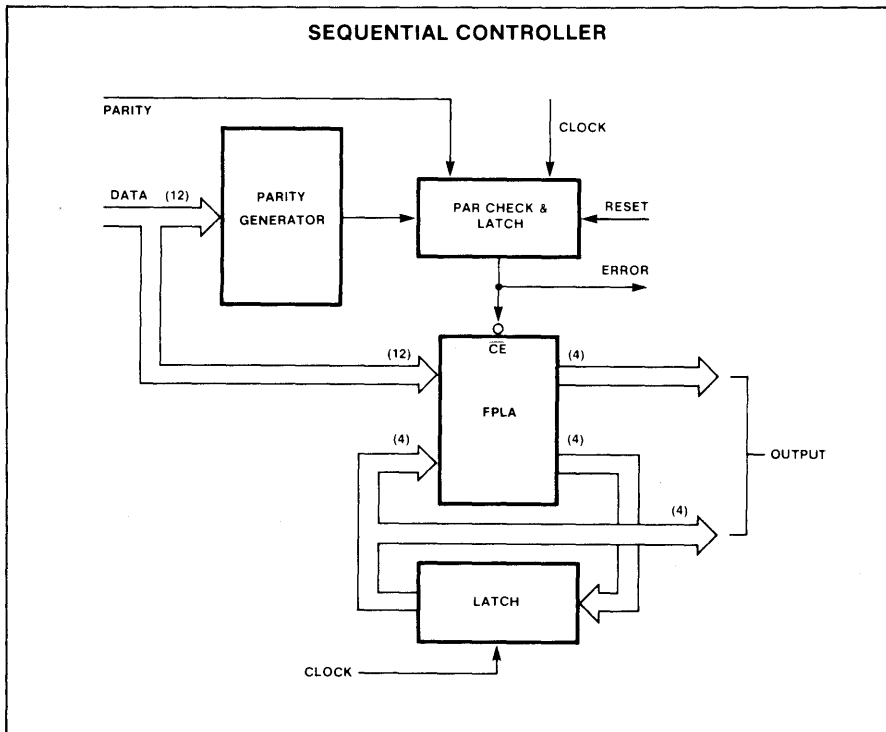 SEQUENTIAL CONTROLLER
PARITY
CLOCK
DATA (12)
PARITY
GENERATOR
PAR CHECK &
LATCH
RESET
ERROR
CE
(12)
(4)
FPLA
(4)
(4)
OUTPUT
(4)
LATCH
CLOCK